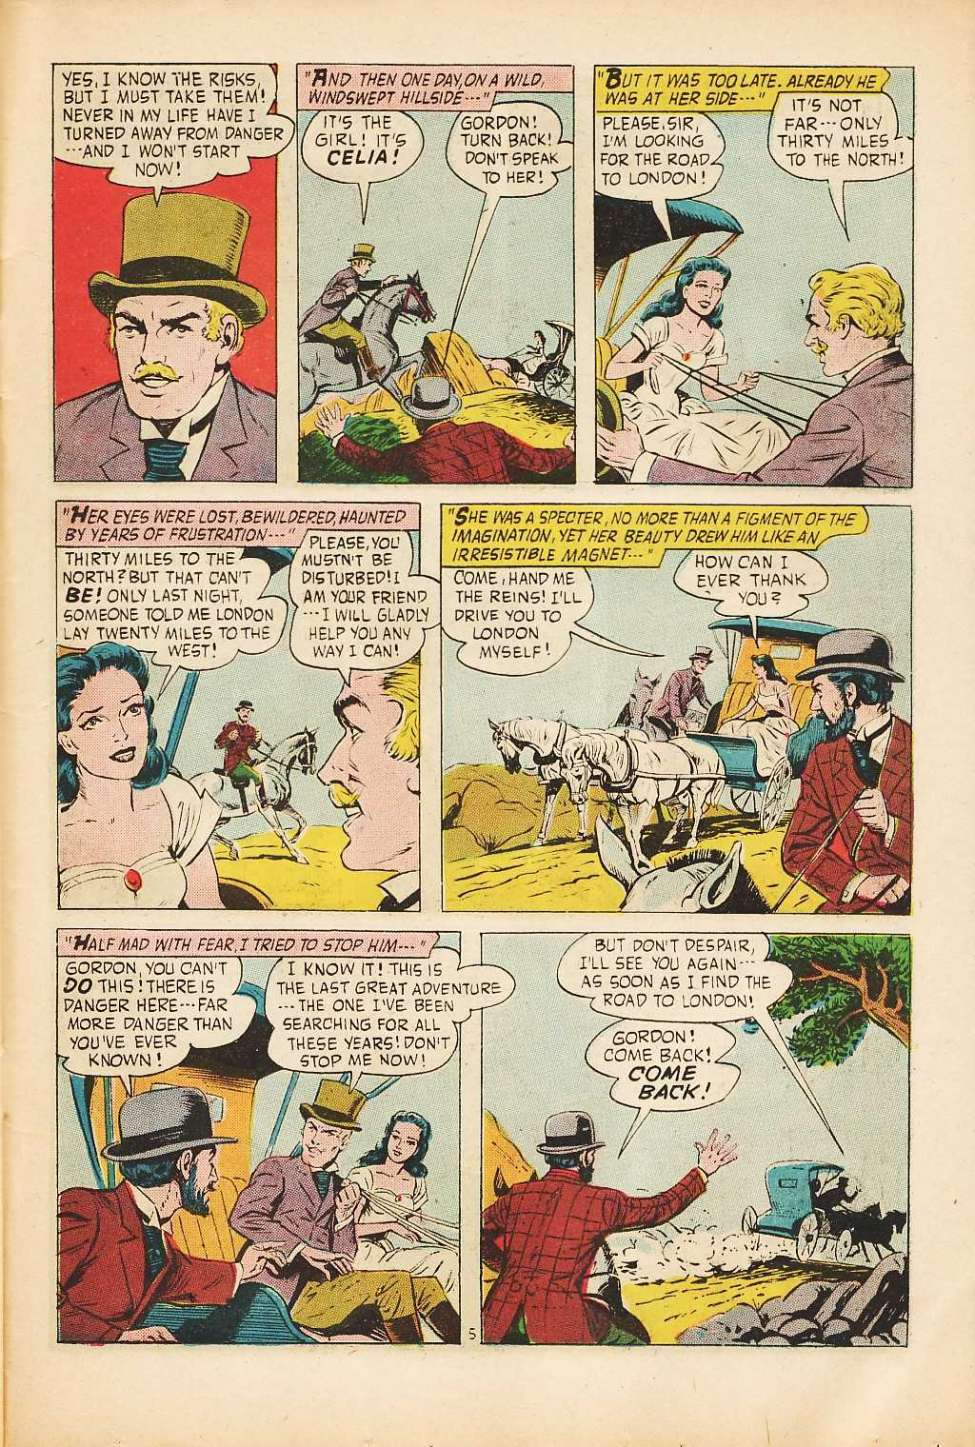 YES, I KNOW THE RISKS,
BUT I MUST TAKE THEM!
NEVER IN MY LIFE HAVE I
TURNED AWAY FROM DANGER
---AND I WON'T START
NOW!
"AND THEN ONE DAY, ON A WILD,
WINDSWEPT HILLSIDE---"
IT'S THE
GIRL! IT'S
CELIA!
GORDON!
TURN BACK!
DON'T SPEAK
TO HER!
"BUT IT WAS TOO LATE. ALREADY HE
WAS AT HER SIDE---"
PLEASE, SIR,
I'M LOOKING
FOR THE ROAD
TO LONDON!
IT'S NOT
FAR---ONLY
THIRTY MILES
TO THE NORTH!
"HER EYES WERE LOST, BEWILDERED, HAUNTED
BY YEARS OF FRUSTRATION---"
THIRTY MILES TO THE
NORTH? BUT THAT CAN'T
BE! ONLY LAST NIGHT,
SOMEONE TOLD ME LONDON
LAY TWENTY MILES TO THE
WEST!
PLEASE, YOU
MUSTN'T BE
DISTURBED! I
AM YOUR FRIEND
---I WILL GLADLY
HELP YOU ANY
WAY I CAN!
"SHE WAS A SPECTER, NO MORE THAN A FIGMENT OF THE
IMAGINATION, YET HER BEAUTY DREW HIM LIKE AN
IRRESISTIBLE MAGNET---"
COME, HAND ME
THE REINS! I'LL
DRIVE YOU TO
LONDON
MYSELF!
HOW CAN I
EVER THANK
YOU?
"HALF MAD WITH FEAR, I TRIED TO STOP HIM---"
GORDON, YOU CAN'T
DO THIS! THERE IS
DANGER HERE---FAR
MORE DANGER THAN
YOU'VE EVER
KNOWN!
I KNOW IT! THIS IS
THE LAST GREAT ADVENTURE
---THE ONE I'VE BEEN
SEARCHING FOR ALL
THESE YEARS! DON'T
STOP ME NOW!
BUT DON'T DESPAIR,
I'LL SEE YOU AGAIN---
AS SOON AS I FIND THE
ROAD TO LONDON!
GORDON!
COME BACK!
COME
BACK!
5